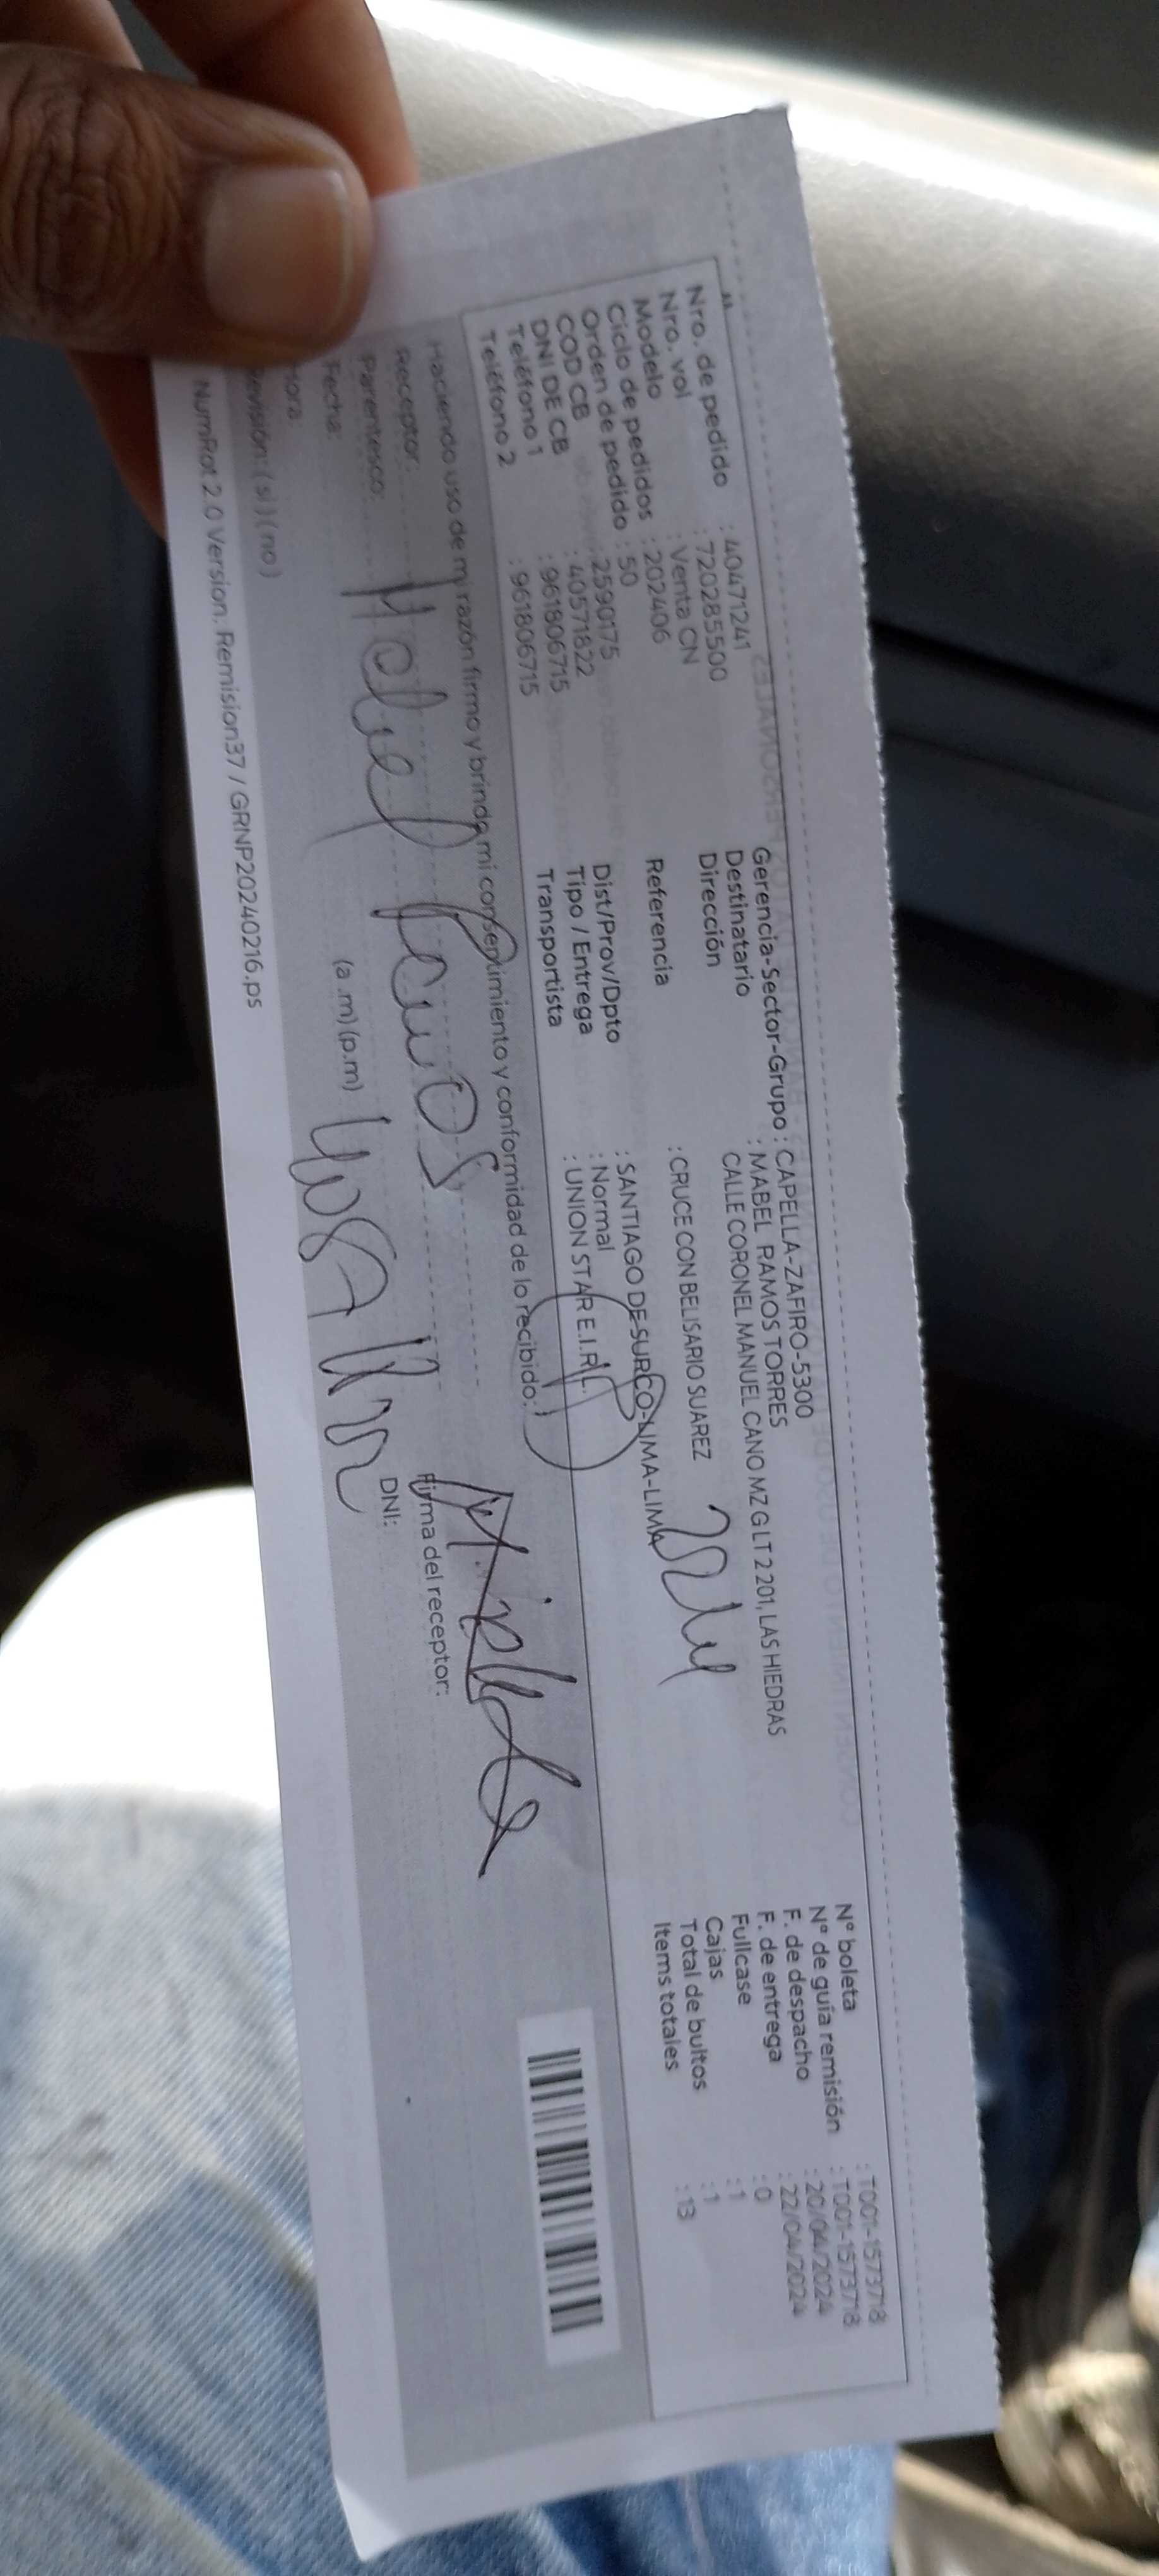 Nro. de pedido : 40471241
Nro. vol : 720285500
Modelo : Venta CN
Ciclo de pedidos : 202406
Orden de pedido : 50
COD CB : 2590175
DNI DE CB : 40571822
Teléfono 1 : 961806715
Teléfono 2 : 961806715
Gerencia-Sector-Grupo : CAPELLA-ZAFIRO-5300
Destinatario : MABEL RAMOS TORRES
Dirección CALLE CORONEL MANUEL CANO MZ G LT 2 201, LAS HIEDRAS
Referencia : CRUCE CON BELISARIO SUAREZ
Dist/Prov/Dpto : SANTIAGO DE SURCO-LIMA-LIMA
Tipo / Entrega : Normal
Transportista : UNION STAR E.I.R.L.
N° boleta : T001-1573718
N° de guía remisión : T001-1573718
F. de despacho : 20/04/2024
F. de entrega : 22/04/2024
Fullcase : 0
Cajas : 1
Total de bultos : 1
Items totales : 13
Haciendo uso de mi razón firmo y brindo mi consentimiento y conformidad de lo recibido:
Receptor:
Parentesco:
Fecha:
(a.m) (p.m)
Firma del receptor:
DNI:
revisión: (si) (no)
NumRot 2.0 Version. Remision37 / GRNP20240216.ps